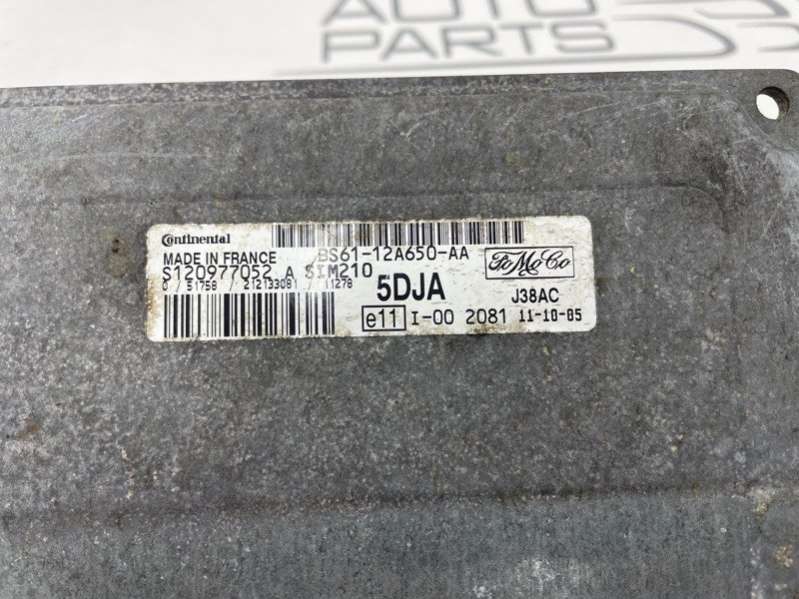 AUTO
PARTS
Continental
BS61-12A650-AA
MADE IN FRANCE
S120977052 A SIM210
FoMoCo
0 / 51758 / 212133081 / 11278
5DJA
J38AC
e11 I-00 2081 11-10-05